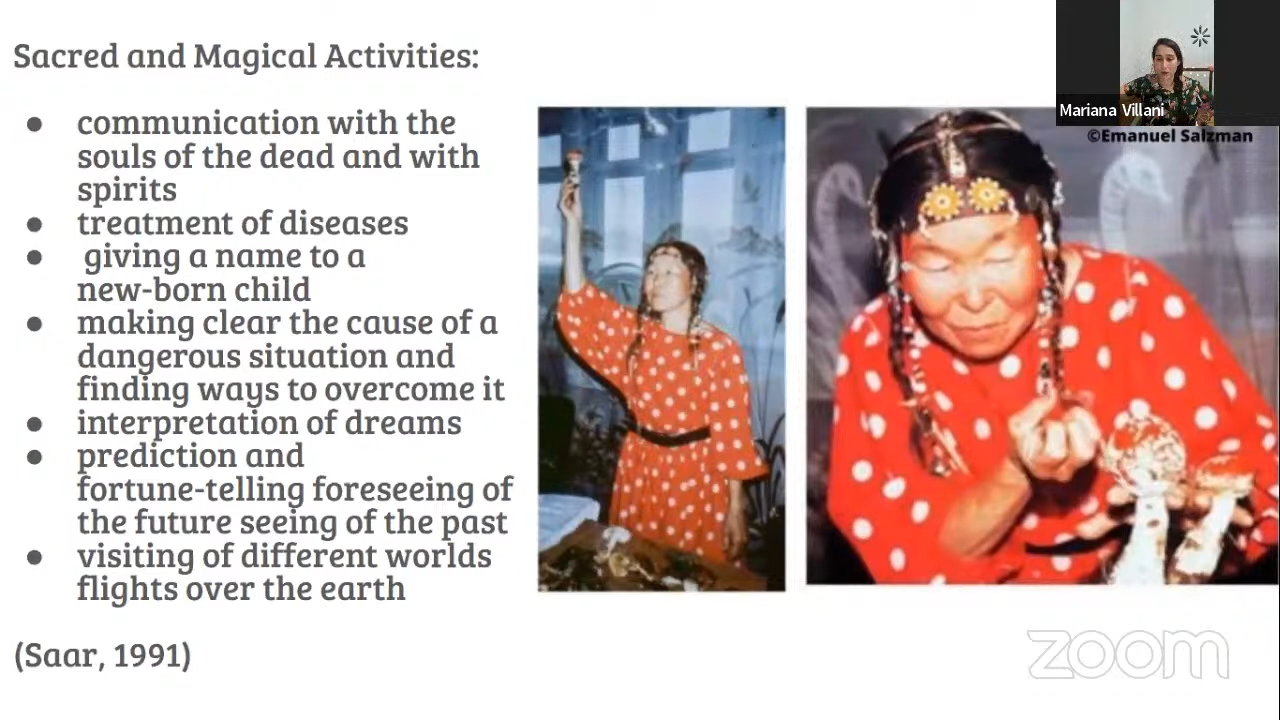 Sacred and Magical Activities:
● communication with the
souls of the dead and with
spirits
● treatment of diseases
● giving a name to a
new-born child
● making clear the cause of a
dangerous situation and
finding ways to overcome it
● interpretation of dreams
● prediction and
fortune-telling foreseeing of
the future seeing of the past
● visiting of different worlds
flights over the earth
(Saar, 1991)
Mariana Villani
©Emanuel Salzman
zoom